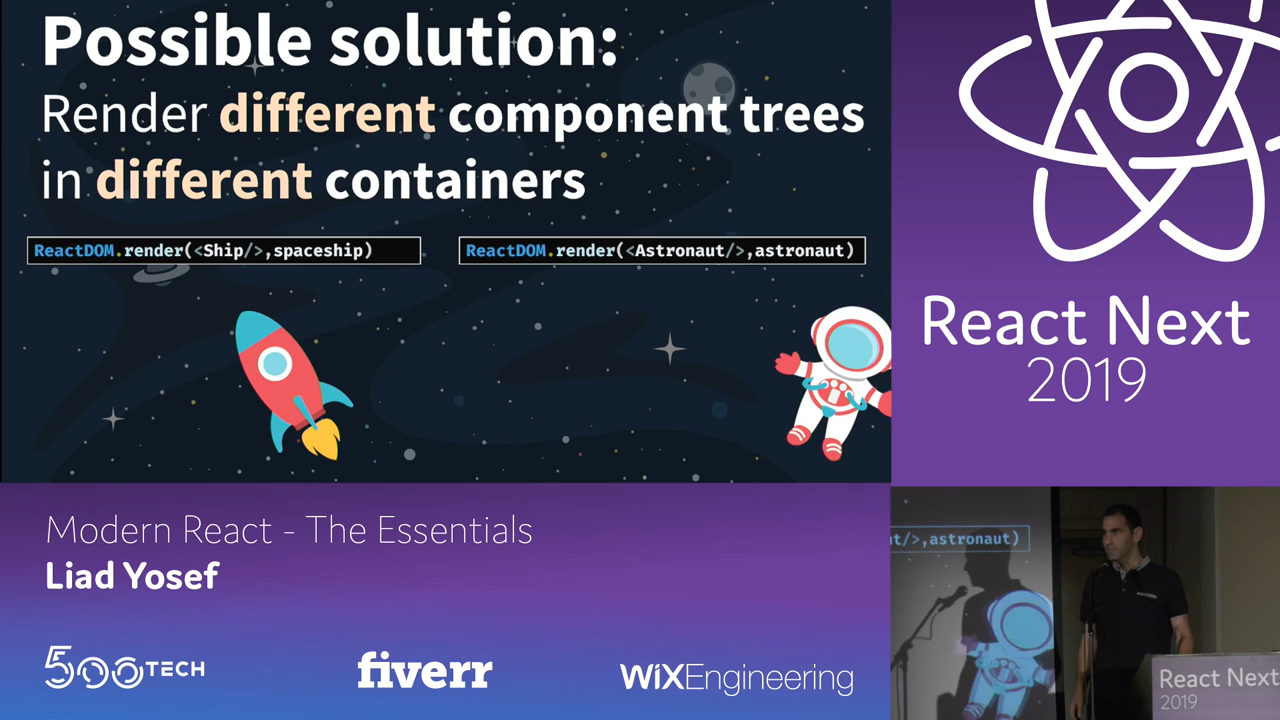 Possible solution:
Render different component trees
in different containers
ReactDOM.render(<Ship/>,spaceship)
ReactDOM.render(<Astronaut/>,astronaut)
React Next
2019
Modern React - The Essentials
Liad Yosef
500TECH
fiverr
WiXEngineering
t/>,astronaut)
React Next
2019